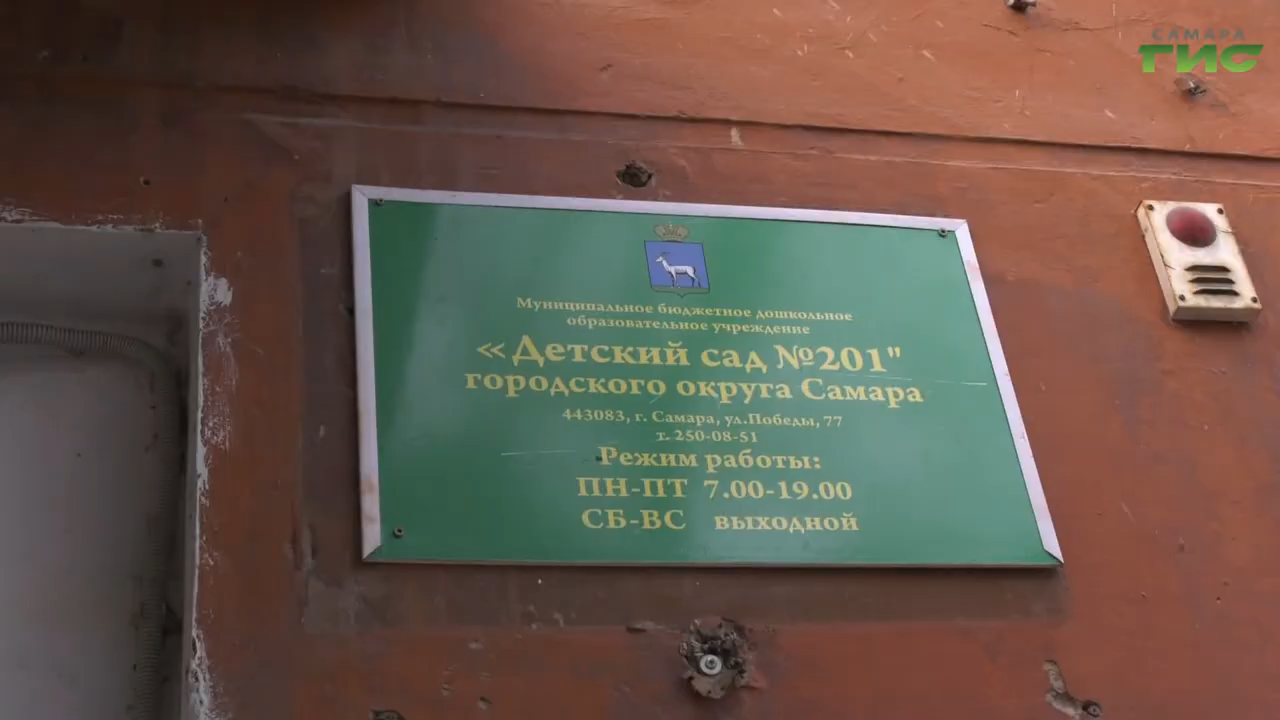 САМАРА
ГИС
Муниципальное бюджетное дошкольное
образовательное учреждение
«Детский сад №201"
городского округа Самара
443083, г. Самара, ул.Победы, 77
т. 250-08-51
Режим работы:
ПН-ПТ 7.00-19.00
СБ-ВС выходной